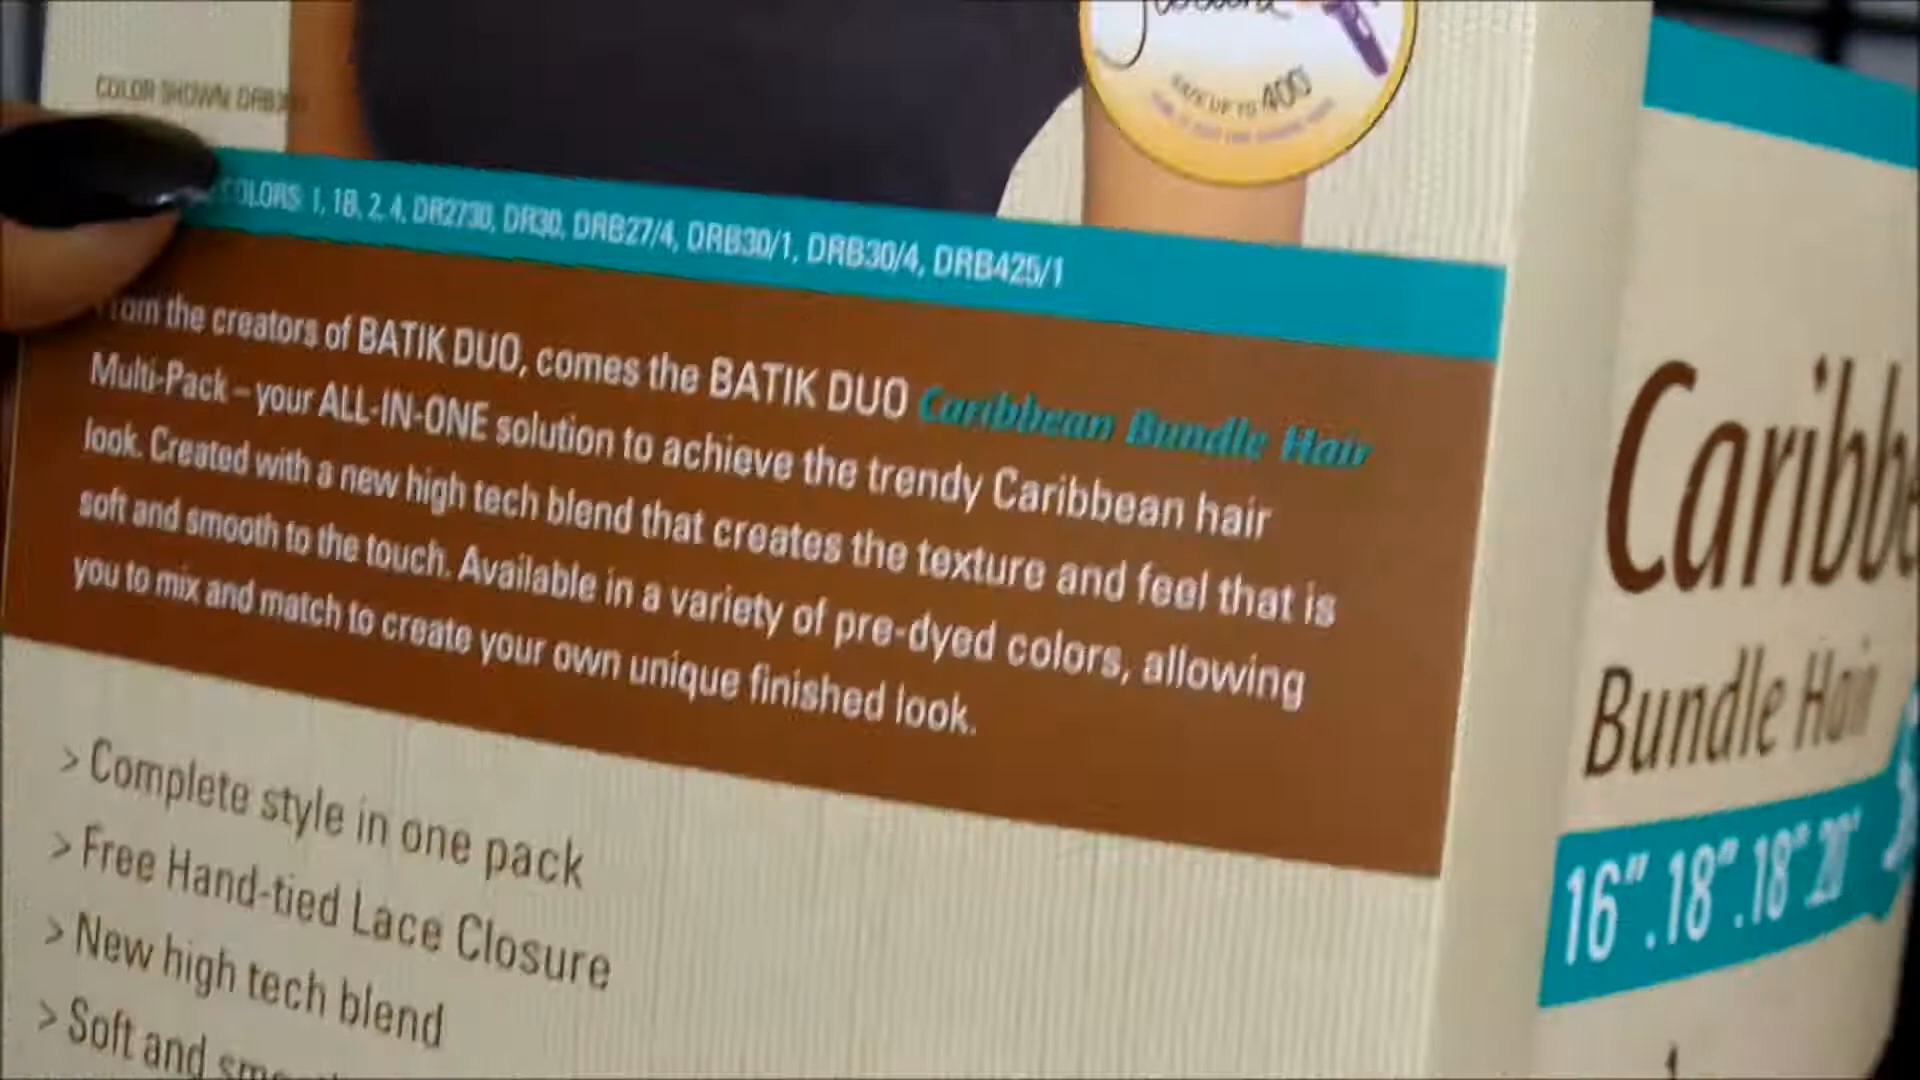 COLOR SHOWN: DRB
SAFE UP TO 400°
COLORS: 1, 1B, 2, 4, DR2730, DR30, DRB27/4, DRB30/1, DRB30/4, DRB425/1
From the creators of BATIK DUO, comes the BATIK DUO Caribbean Bundle Hair
Multi-Pack – your ALL-IN-ONE solution to achieve the trendy Caribbean hair
look. Created with a new high tech blend that creates the texture and feel that is
soft and smooth to the touch. Available in a variety of pre-dyed colors, allowing
you to mix and match to create your own unique finished look.
> Complete style in one pack
> Free Hand-tied Lace Closure
> New high tech blend
> Soft and
Caribbe
Bundle Hair
16".18".18".20"